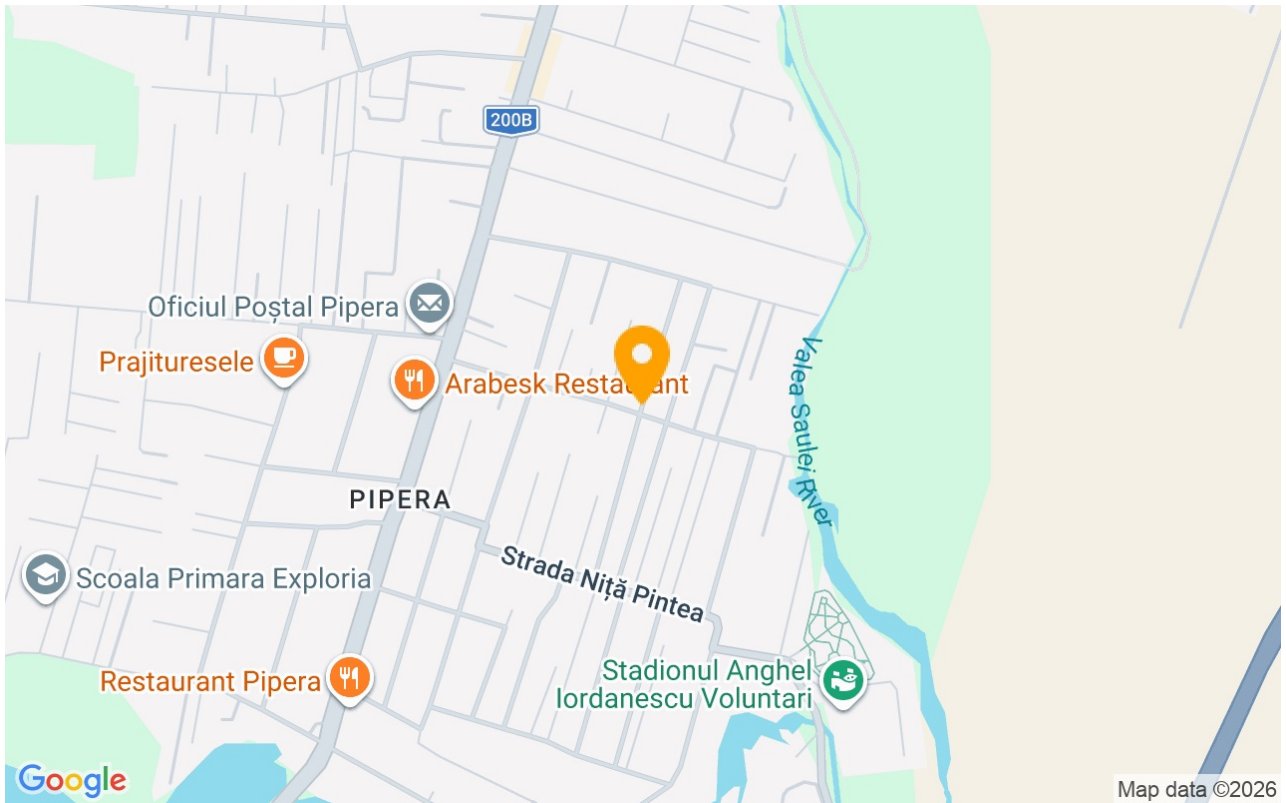 200B
Oficiul Poștal Pipera
Prajituresele
Arabesk Restaurant
Valea Saulei River
PIPERA
Strada Niță Pintea
Scoala Primara Exploria
Restaurant Pipera
Stadionul Anghel
Iordanescu Voluntari
Google
Map data ©2026